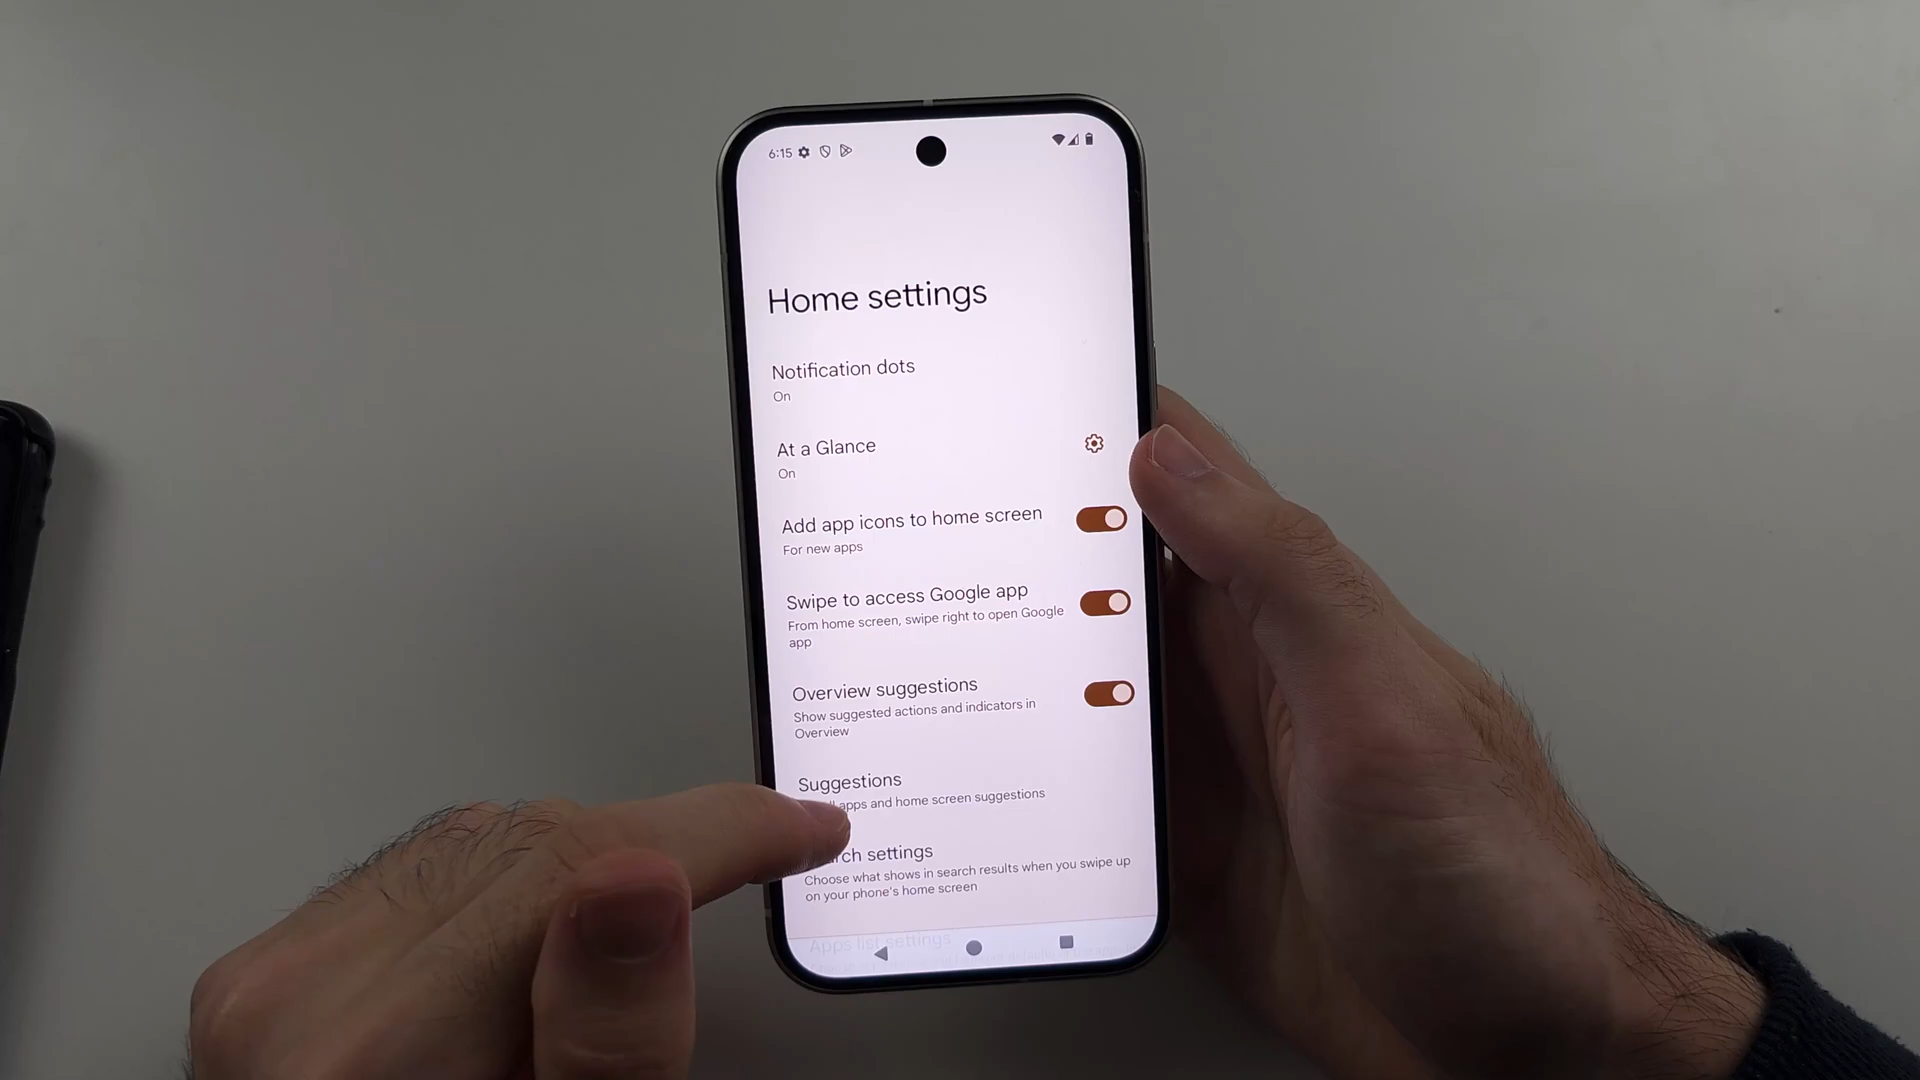 6:15
Home settings
Notification dots
On
At a Glance
On
Add app icons to home screen
For new apps
Swipe to access Google app
From home screen, swipe right to open Google
app
Overview suggestions
Show suggested actions and indicators in
Overview
Suggestions
apps and home screen suggestions
settings
Choose what shows in search results when you swipe up
on your phone's home screen
Apps list settings